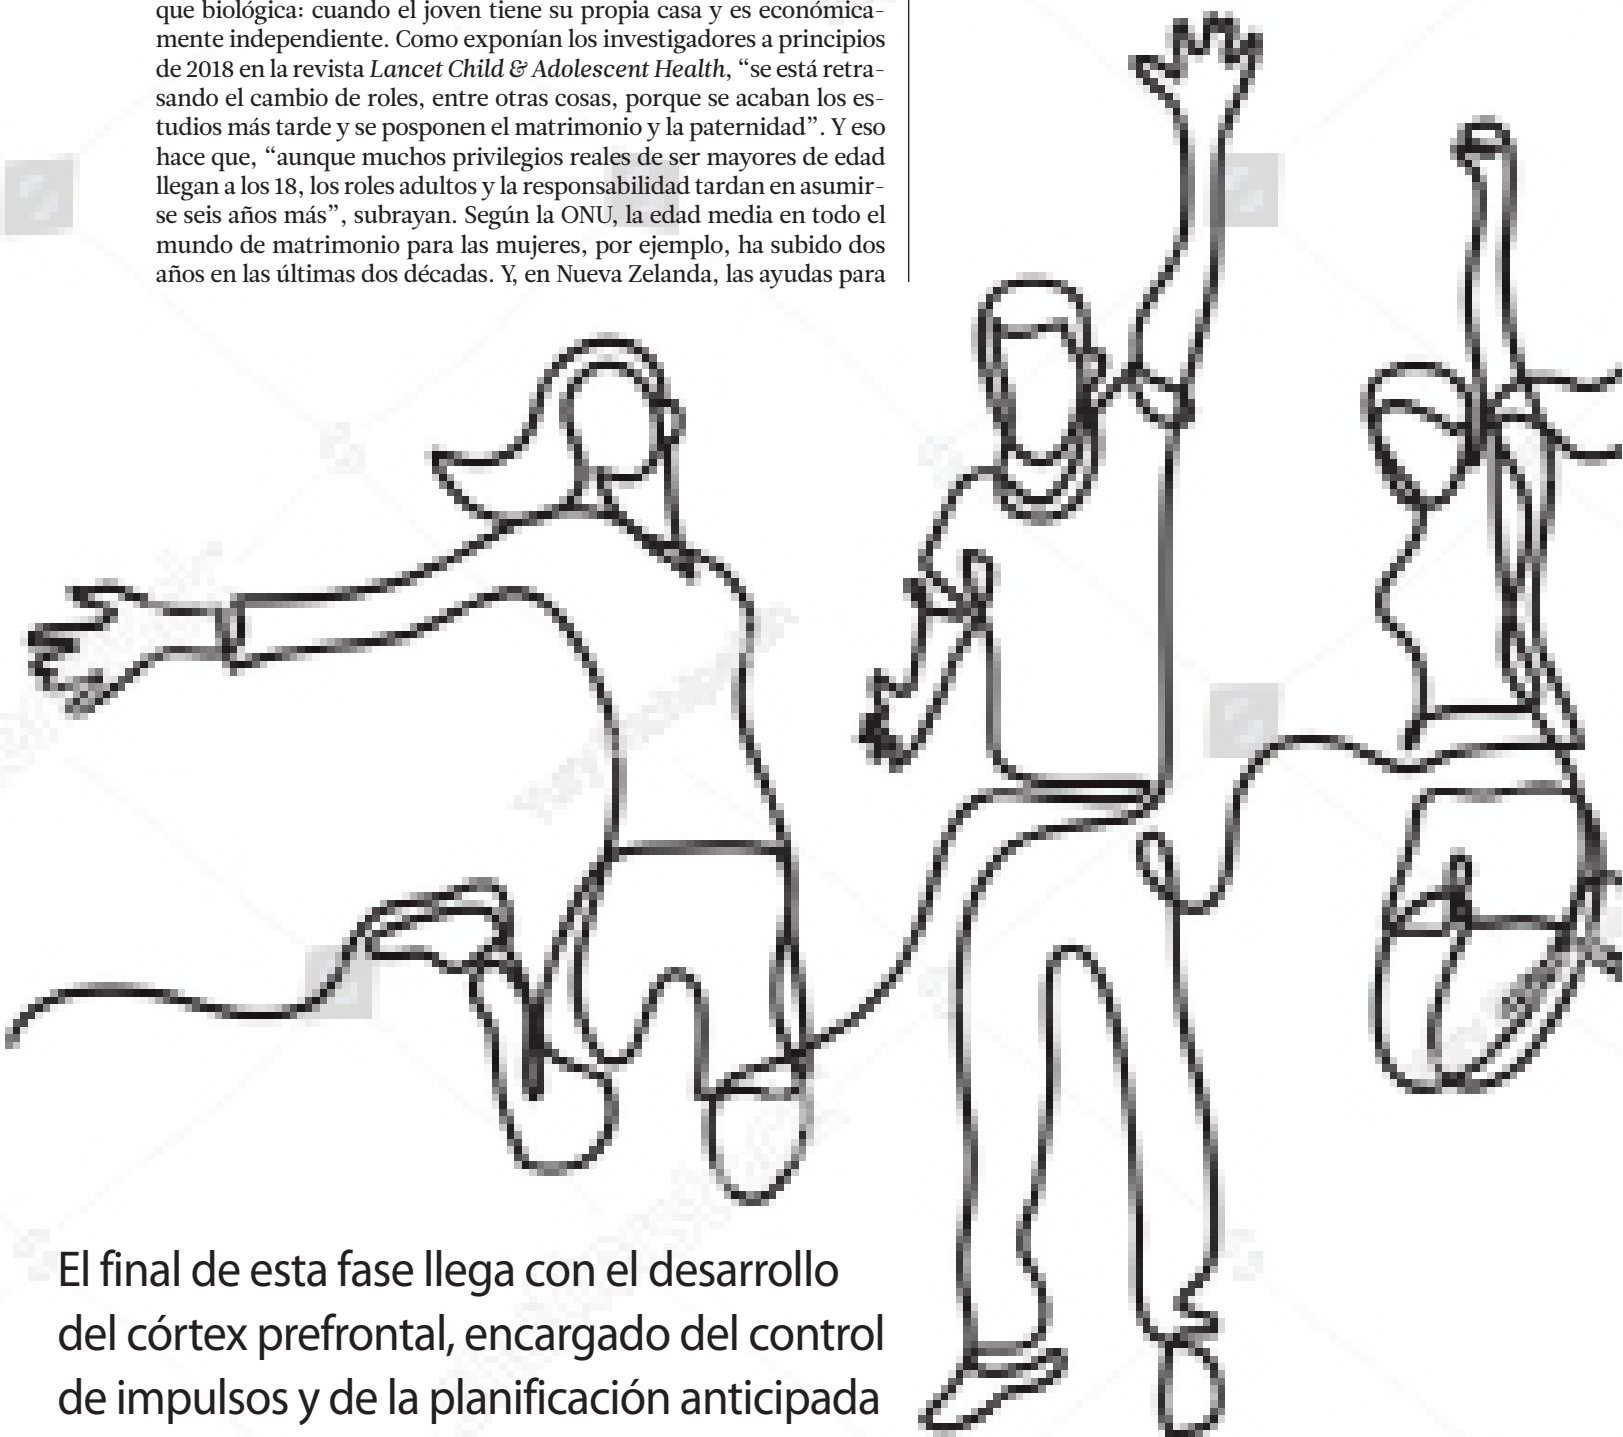 que biológica: cuando el joven tiene su propia casa y es económica-
mente independiente. Como exponían los investigadores a principios
de 2018 en la revista Lancet Child & Adolescent Health, “se está retra-
sando el cambio de roles, entre otras cosas, porque se acaban los es-
tudios más tarde y se posponen el matrimonio y la paternidad”. Y eso
hace que, “aunque muchos privilegios reales de ser mayores de edad
llegan a los 18, los roles adultos y la responsabilidad tardan en asumir-
se seis años más”, subrayan. Según la ONU, la edad media en todo el
mundo de matrimonio para las mujeres, por ejemplo, ha subido dos
años en las últimas dos décadas. Y, en Nueva Zelanda, las ayudas para
El final de esta fase llega con el desarrollo
del córtex prefrontal, encargado del control
de impulsos y de la planificación anticipada